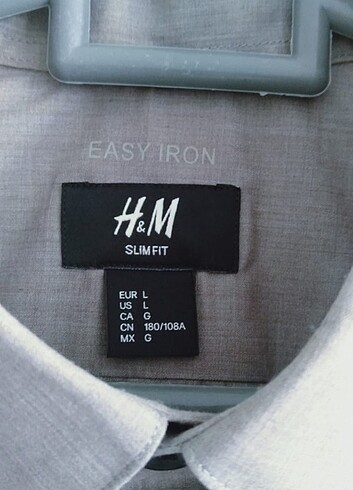 EASY IRON
H&M
SLIM FIT
EUR L
US L
CA G
CN 180/108A
MX G